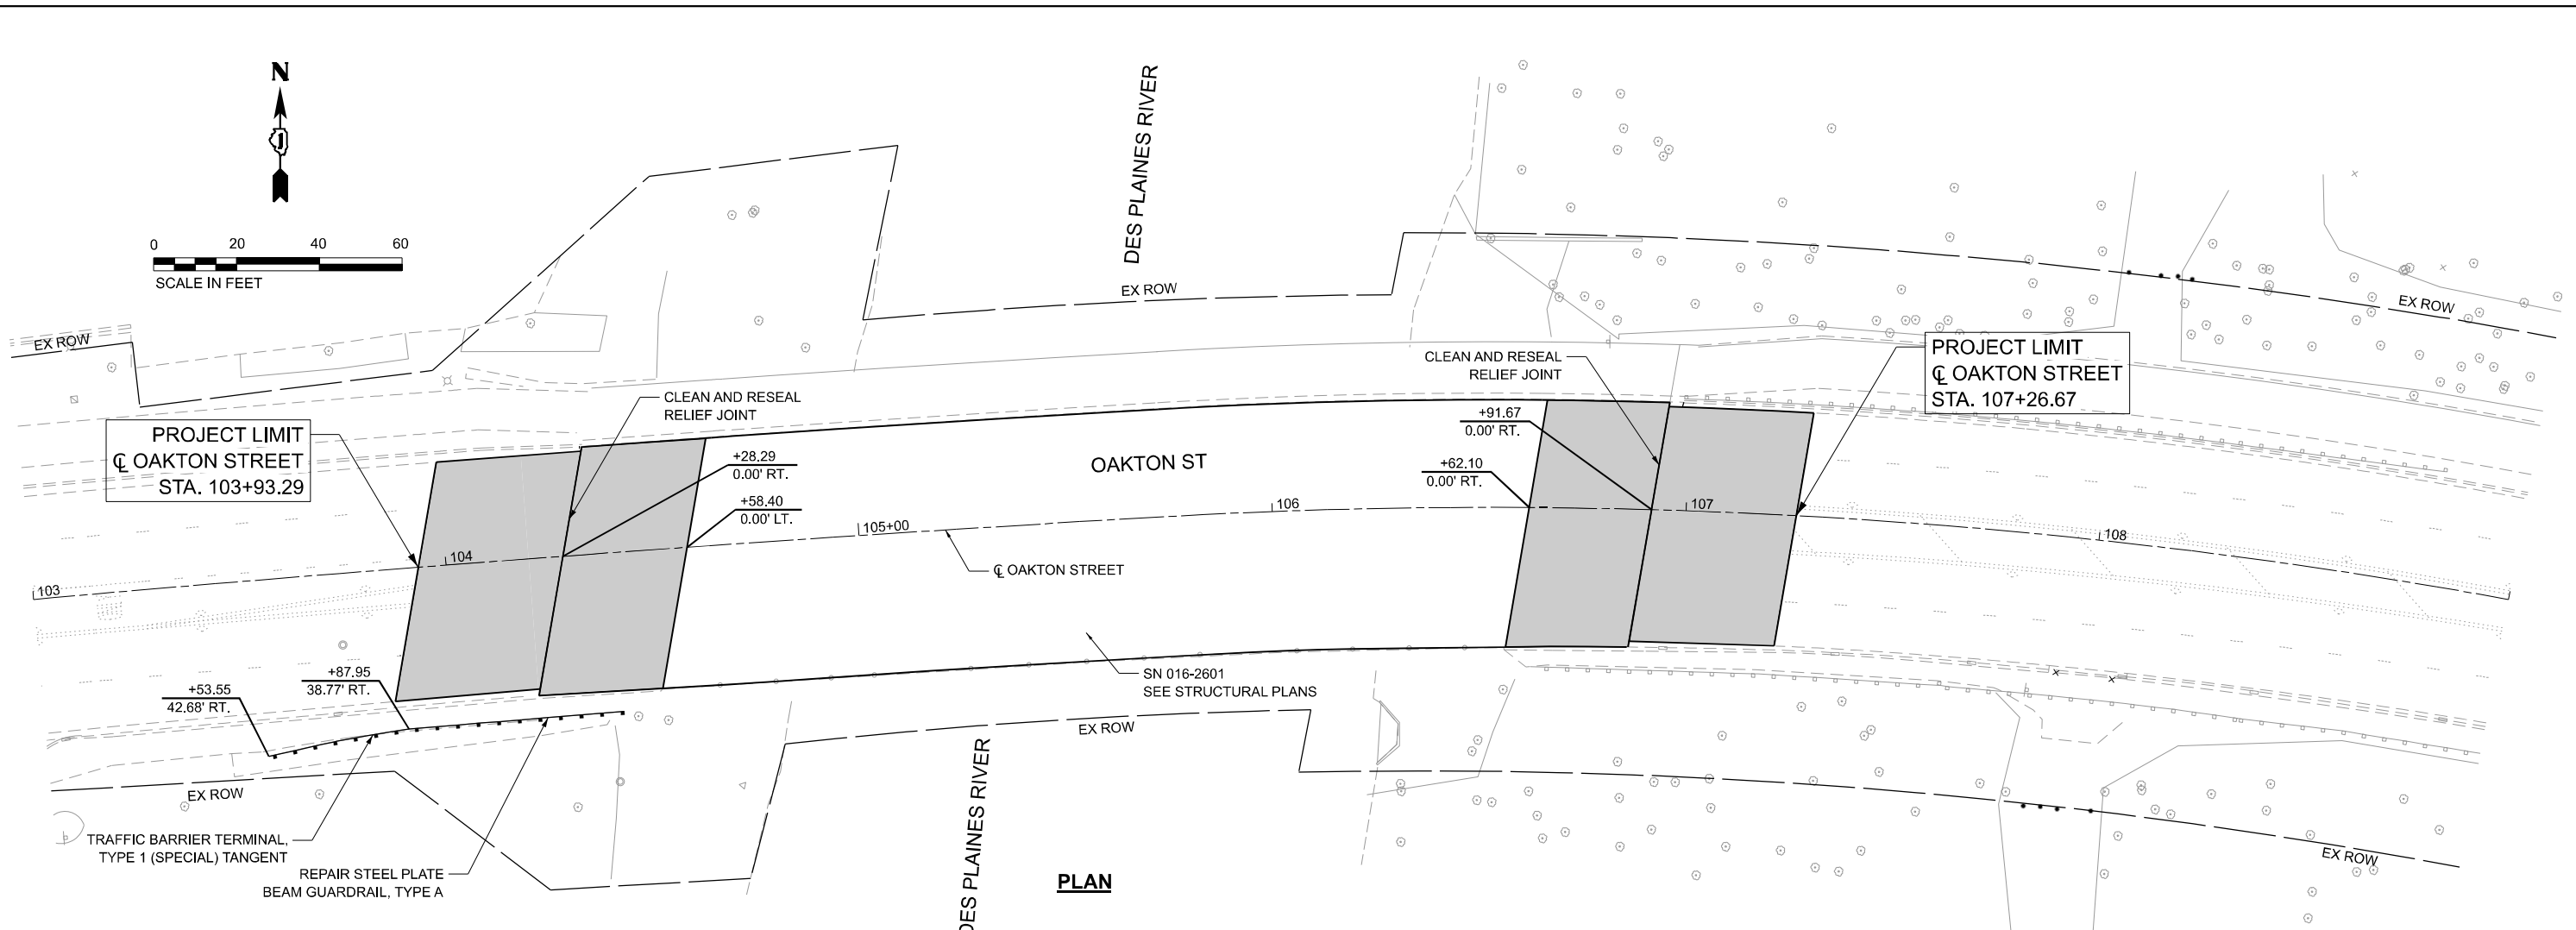 N
0 20 40 60
SCALE IN FEET
DES PLAINES RIVER
EX ROW
EX ROW
EX ROW
PROJECT LIMIT
℄ OAKTON STREET
STA. 103+93.29
CLEAN AND RESEAL
RELIEF JOINT
+28.29
0.00' RT.
+58.40
0.00' LT.
OAKTON ST
CLEAN AND RESEAL
RELIEF JOINT
+91.67
0.00' RT.
+62.10
0.00' RT.
PROJECT LIMIT
℄ OAKTON STREET
STA. 107+26.67
103
104
105+00
106
107
108
℄ OAKTON STREET
SN 016-2601
SEE STRUCTURAL PLANS
+53.55
42.68' RT.
+87.95
38.77' RT.
EX ROW
EX ROW
EX ROW
TRAFFIC BARRIER TERMINAL,
TYPE 1 (SPECIAL) TANGENT
REPAIR STEEL PLATE
BEAM GUARDRAIL, TYPE A
DES PLAINES RIVER
PLAN